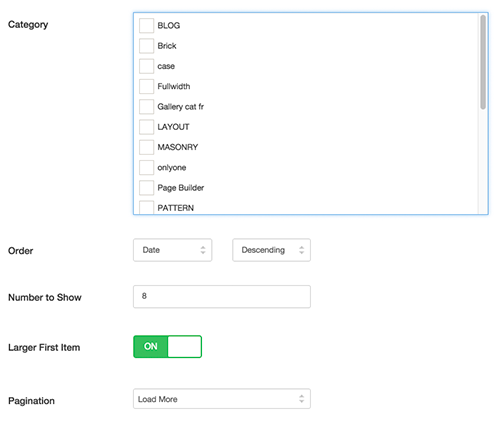 Category
BLOG
Brick
case
Fullwidth
Gallery cat fr
LAYOUT
MASONRY
onlyone
Page Builder
PATTERN
Order Date Descending
Number to Show 8
Larger First Item ON
Pagination Load More